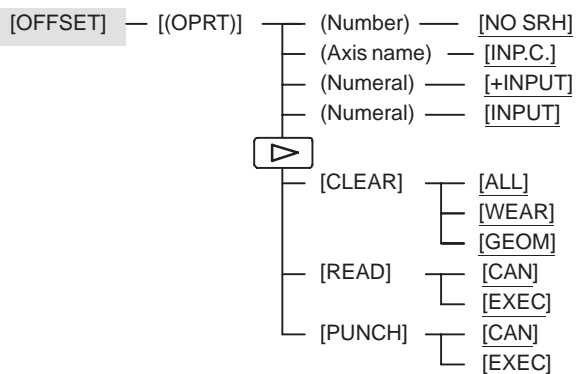 [OFFSET] [(OPRT)] (Number) [NO SRH]
(Axis name) [INP.C.]
(Numeral) [+INPUT]
(Numeral) [INPUT]
[CLEAR] [ALL]
[WEAR]
[GEOM]
[READ] [CAN]
[EXEC]
[PUNCH] [CAN]
[EXEC]